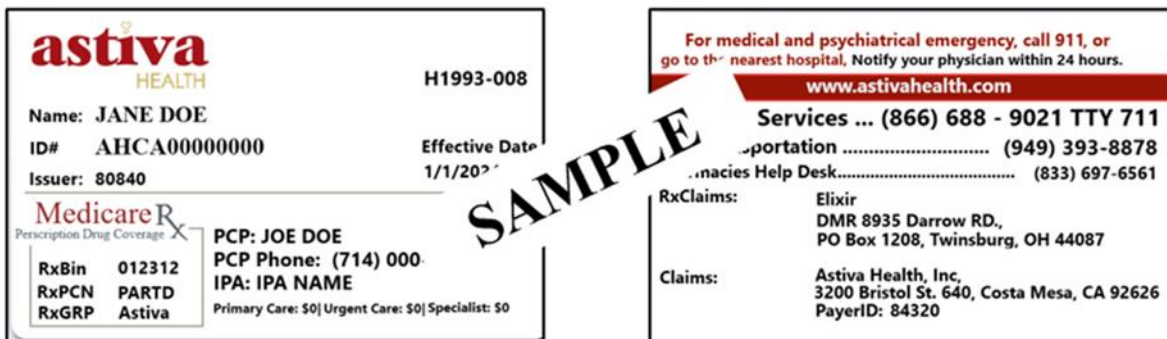 astiva
HEALTH
H1993-008
Name: JANE DOE
ID# AHCA00000000
Effective Date
Issuer: 80840
Medicare Rx
Perscription Drug Coverage
RxBin 012312
RxPCN PARTD
RxGRP Astiva
PCP: JOE DOE
PCP Phone: (714) 000-
IPA: IPA NAME
Primary Care: $0| Urgent Care: $0| Specialist: $0
SAMPLE
For medical and psychiatrical emergency, call 911, or
go to the nearest hospital, Notify your physician within 24 hours.
www.astivahealth.com
Services ... (866) 688 - 9021 TTY 711
(949) 393-8878
Help Desk........................................ (833) 697-6561
RxClaims: Elixir
DMR 8935 Darrow RD.,
PO Box 1208, Twinsburg, OH 44087
Claims: Astiva Health, Inc,
3200 Bristol St. 640, Costa Mesa, CA 92626
PayerID: 84320